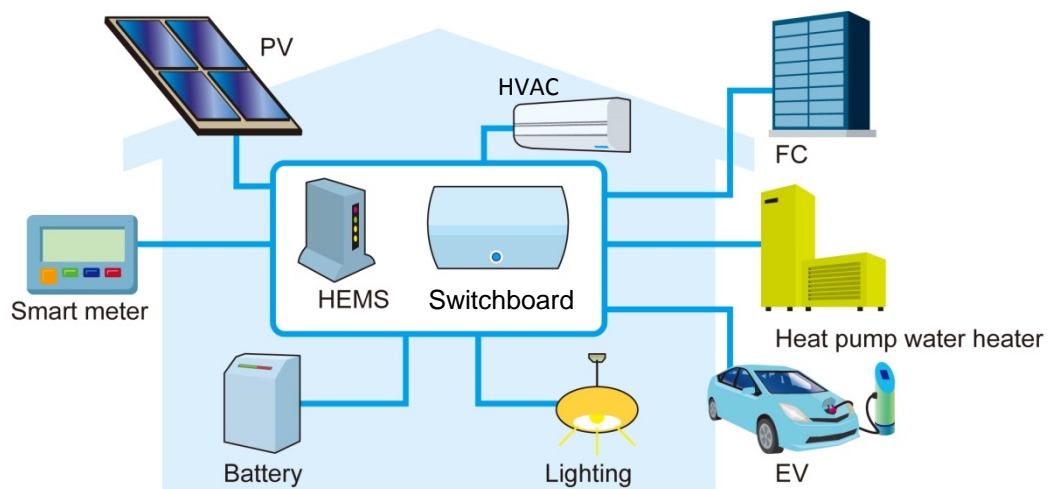 PV
HVAC
FC
HEMS
Switchboard
Smart meter
Heat pump water heater
Battery
Lighting
EV